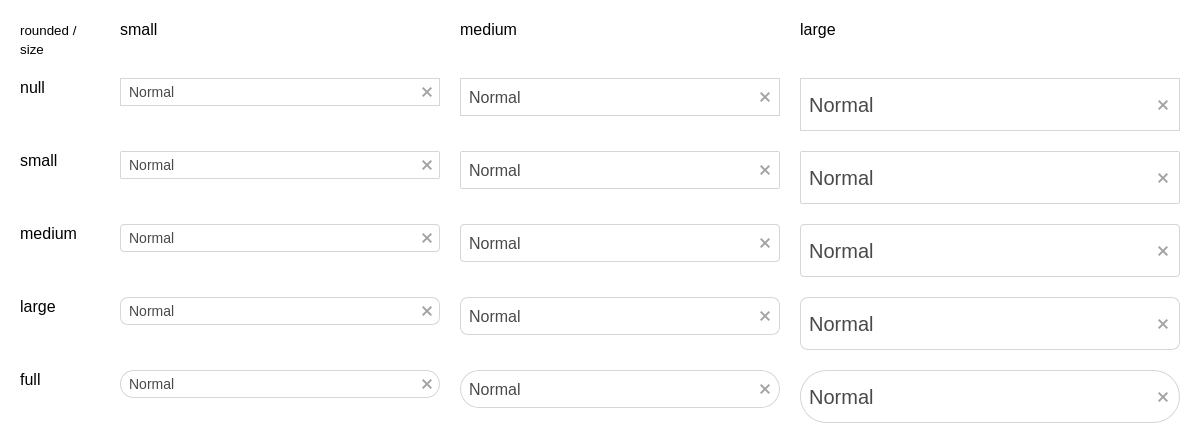 rounded / small medium large
size
null Normal Normal Normal
small Normal Normal Normal
medium Normal Normal Normal
large Normal Normal Normal
full Normal Normal Normal